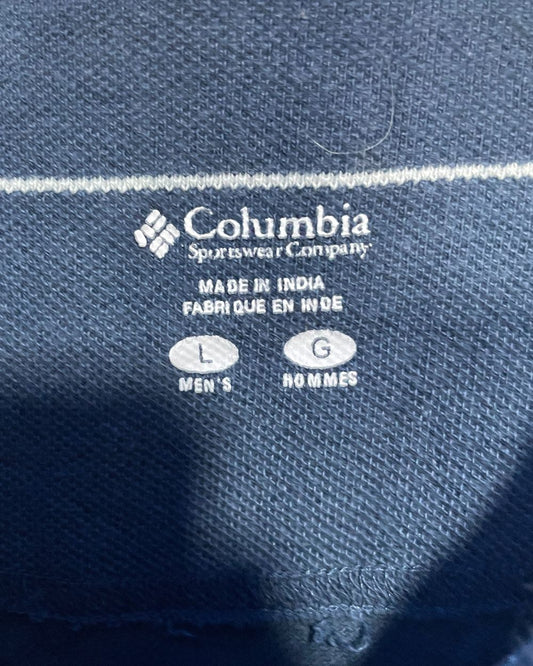 Columbia
Sportswear Company
MADE IN INDIA
FABRIQUE EN INDE
L G
MEN'S HOMMES